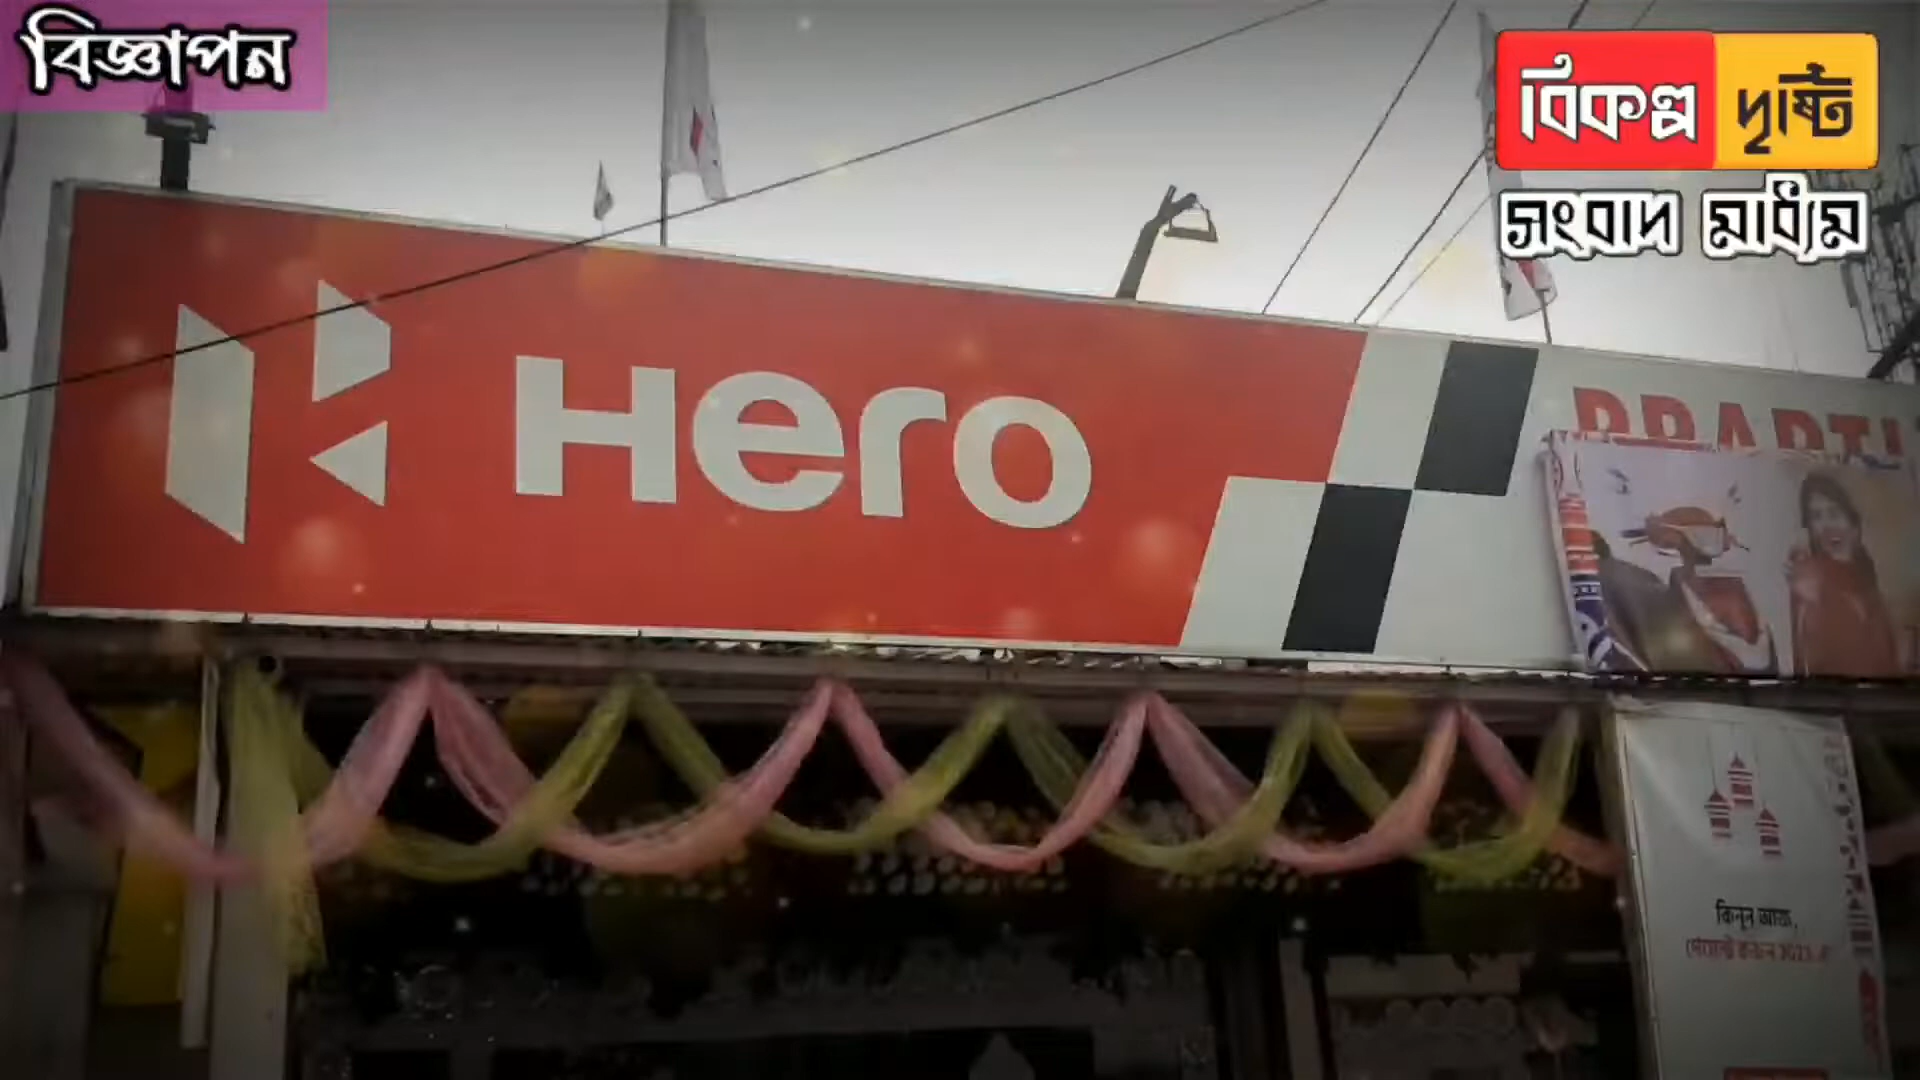 বিজ্ঞাপন
বিকল্প দৃষ্টি
সংবাদ মাধ্যম
Hero
কিনুন আজ,